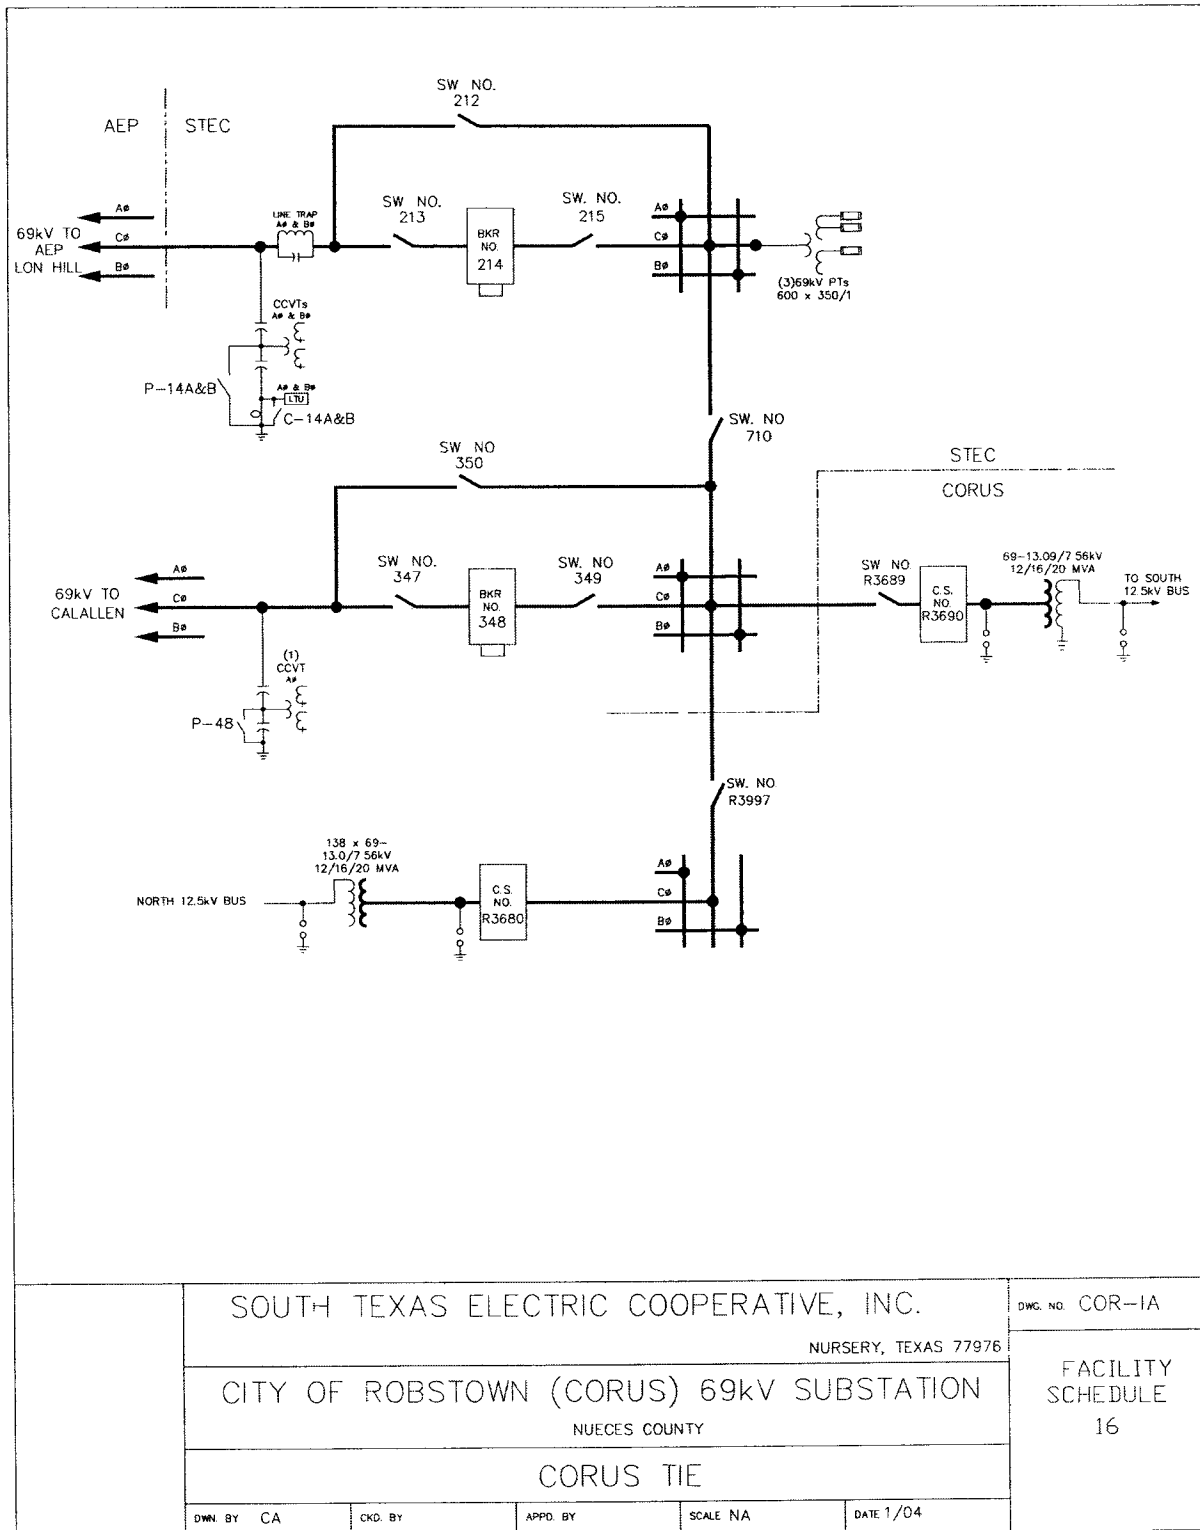 SW NO.
212
AEP
STEC
AØ
69kV TO
AEP
LON HILL
CØ
BØ
LINE TRAP
AØ & BØ
SW NO.
213
BKR
NO.
214
SW. NO.
215
AØ
CØ
BØ
(3)69kV PTs
600 x 350/1
CCVTs
AØ & BØ
P-14A&B
AØ & BØ
LTU
C-14A&B
SW. NO
710
SW NO
350
STEC
CORUS
AØ
69kV TO
CALALLEN
CØ
BØ
SW NO.
347
BKR
NO.
348
SW NO.
349
AØ
CØ
BØ
SW NO
R3689
C.S.
NO.
R3690
69-13.09/7 56kV
12/16/20 MVA
TO SOUTH
12.5kV BUS
(1)
CCVT
AØ
P-48
SW. NO
R3997
138 x 69-
13.0/7 56kV
12/16/20 MVA
NORTH 12.5kV BUS
C.S.
NO.
R3680
AØ
CØ
BØ
SOUTH TEXAS ELECTRIC COOPERATIVE, INC.
NURSERY, TEXAS 77976
DWG. NO. COR-1A
CITY OF ROBSTOWN (CORUS) 69kV SUBSTATION
NUECES COUNTY
FACILITY
SCHEDULE
16
CORUS TIE
DWN. BY CA
CKD. BY
APPD. BY
SCALE NA
DATE 1/04